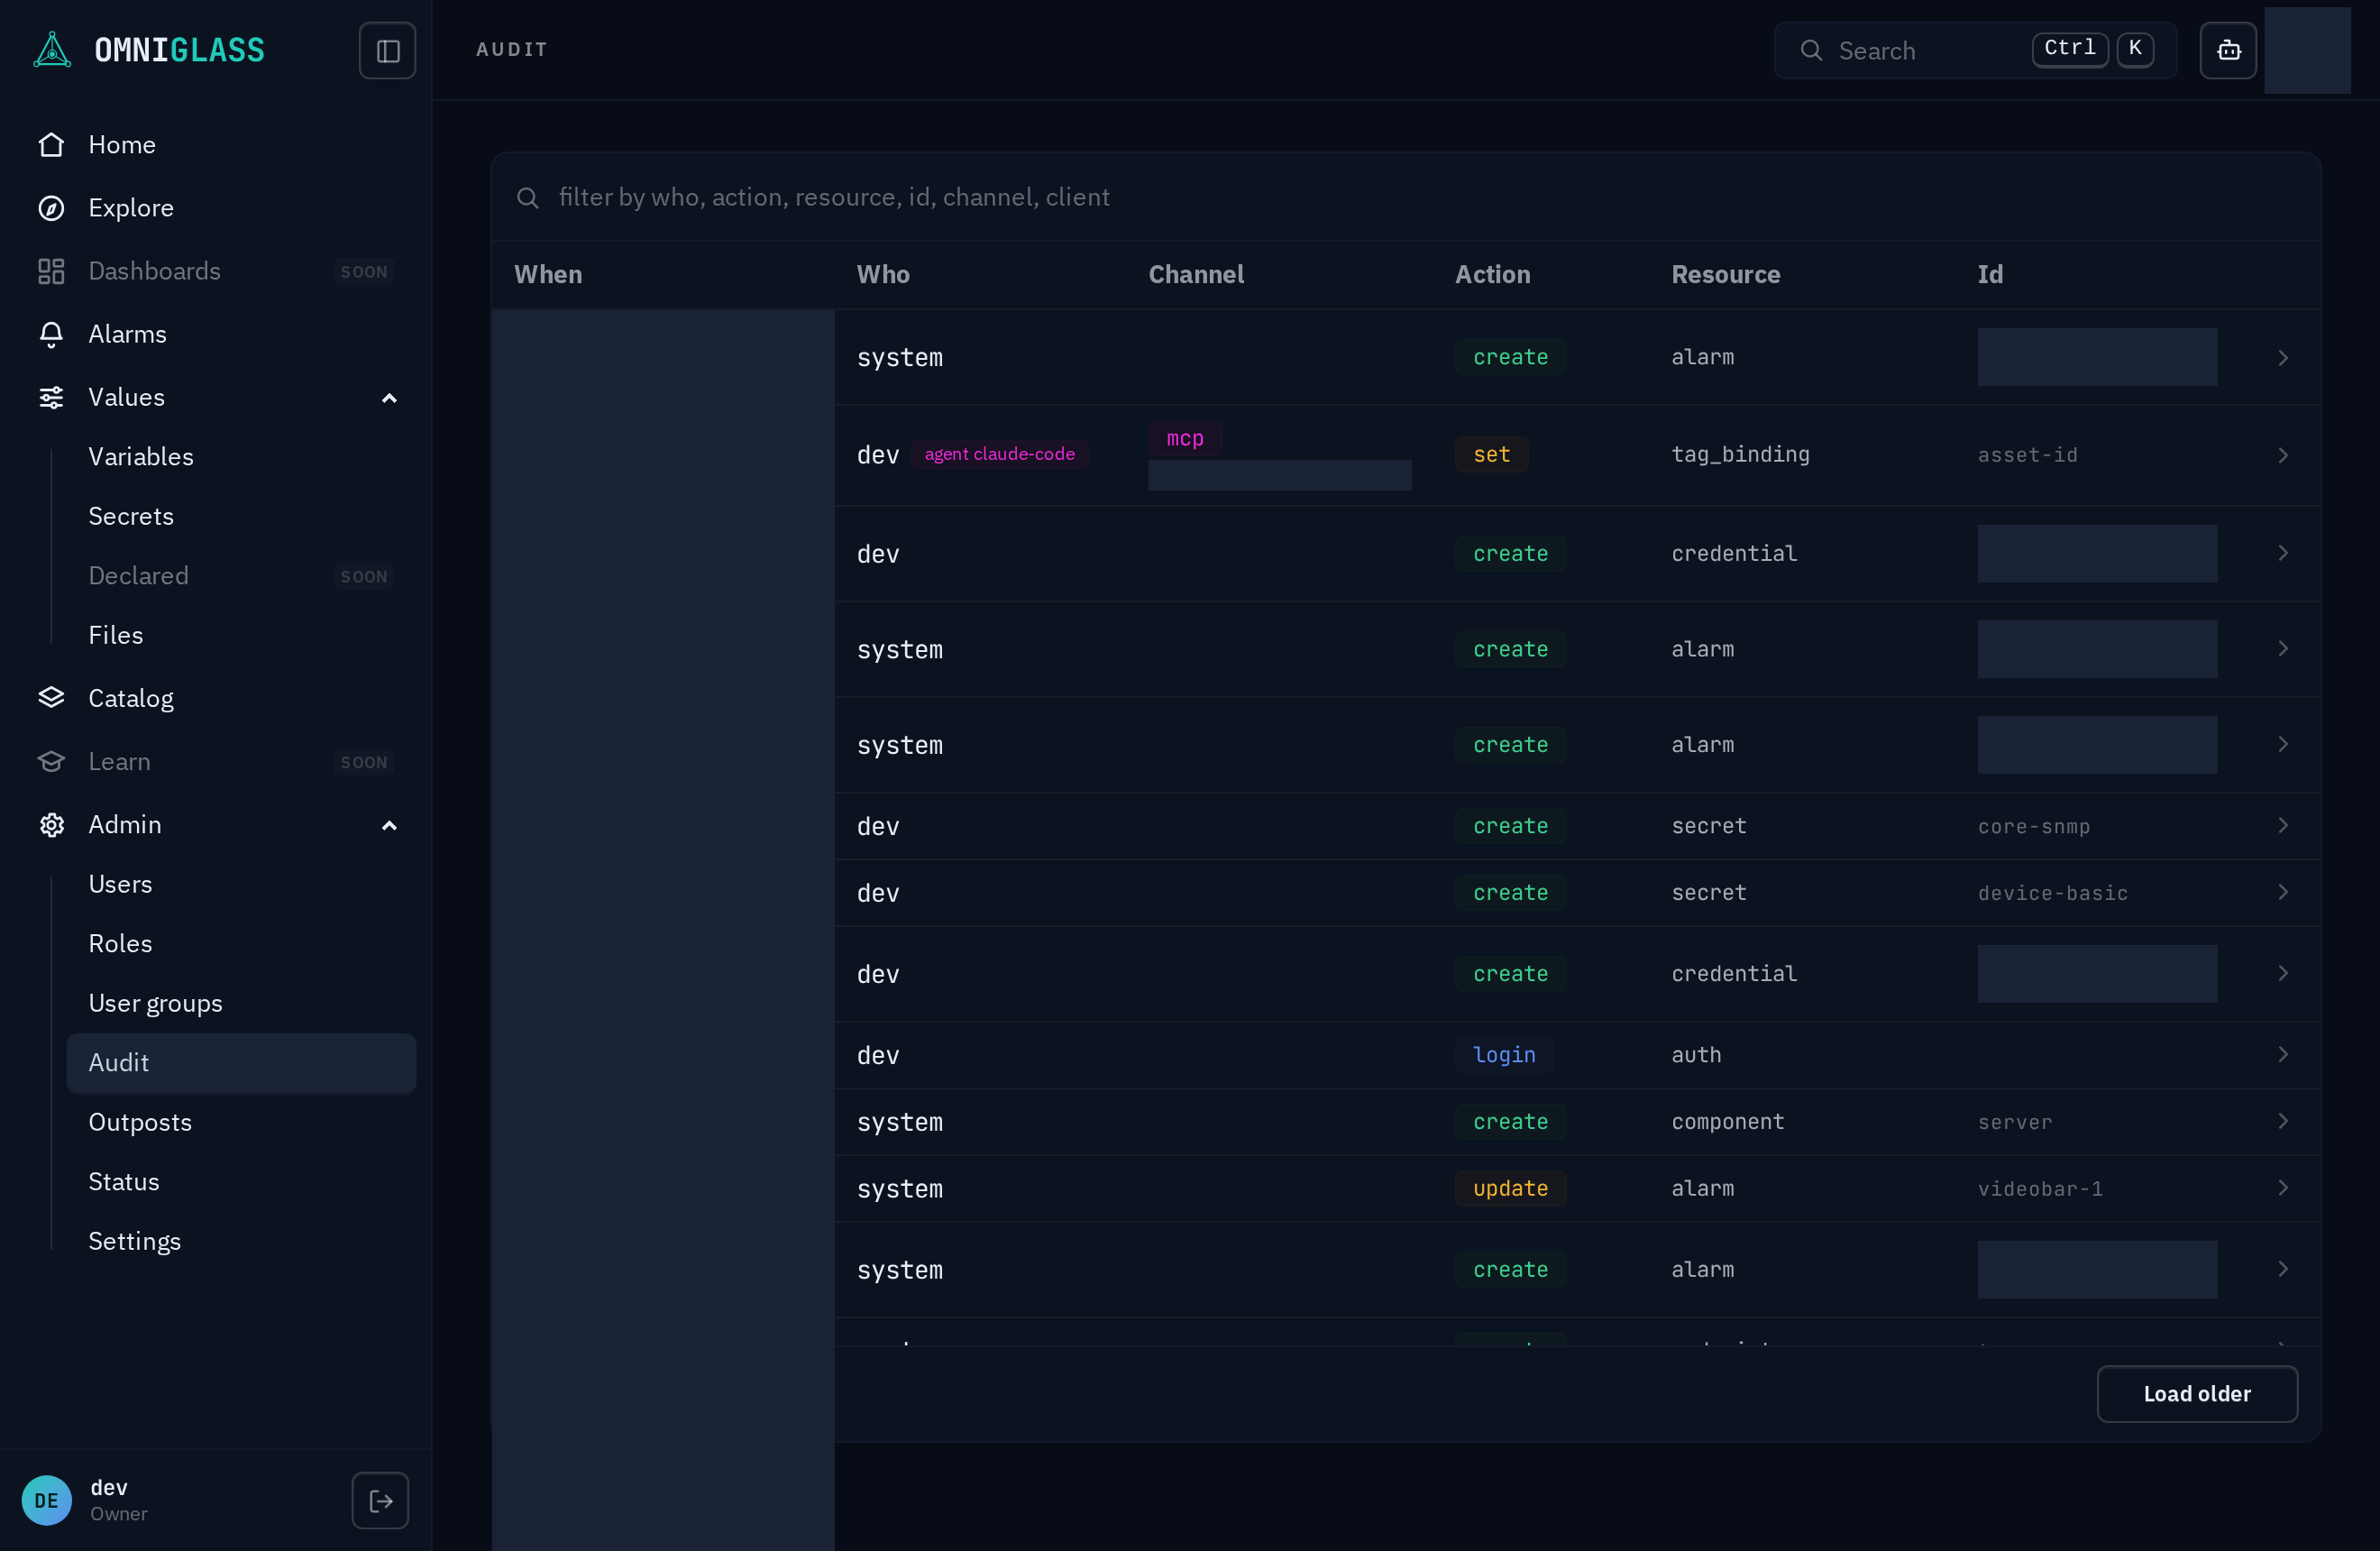 OMNIGLASS
AUDIT
Search
Ctrl K
Home
Explore
Dashboards SOON
Alarms
Values
Variables
Secrets
Declared SOON
Files
Catalog
Learn SOON
Admin
Users
Roles
User groups
Audit
Outposts
Status
Settings
DE
dev
Owner
filter by who, action, resource, id, channel, client
When Who Channel Action Resource Id
system create alarm
dev agent claude-code mcp set tag_binding asset-id
dev create credential
system create alarm
system create alarm
dev create secret core-snmp
dev create secret device-basic
dev create credential
dev login auth
system create component server
system update alarm videobar-1
system create alarm
Load older